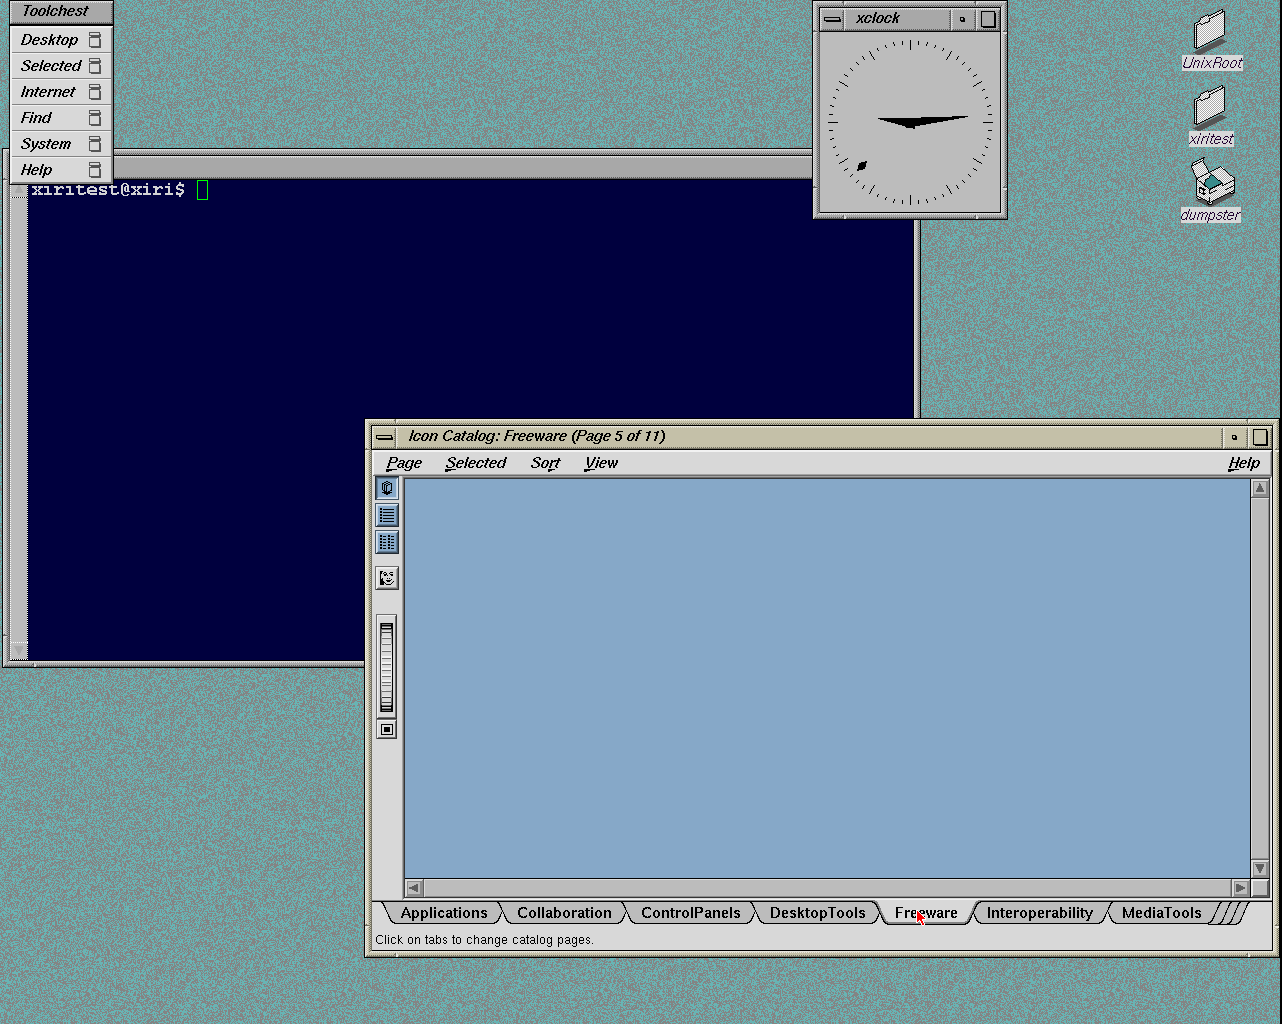 Toolchest
Desktop
Selected
Internet
Find
System
Help
xclock
UnixRoot
xiritest
dumpster
xiritest@xiri$
Icon Catalog: Freeware (Page 5 of 11)
Page Selected Sort View Help
Applications Collaboration ControlPanels DesktopTools Freeware Interoperability MediaTools
Click on tabs to change catalog pages.